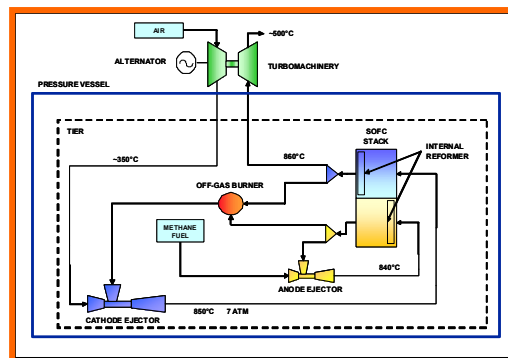 AIR
~500°C
ALTERNATOR
TURBOMACHINERY
PRESSURE VESSEL
TIER
SOFC
STACK
INTERNAL
REFORMER
~350°C
860°C
OFF-GAS BURNER
METHANE
FUEL
840°C
ANODE EJECTOR
850°C 7 ATM
CATHODE EJECTOR